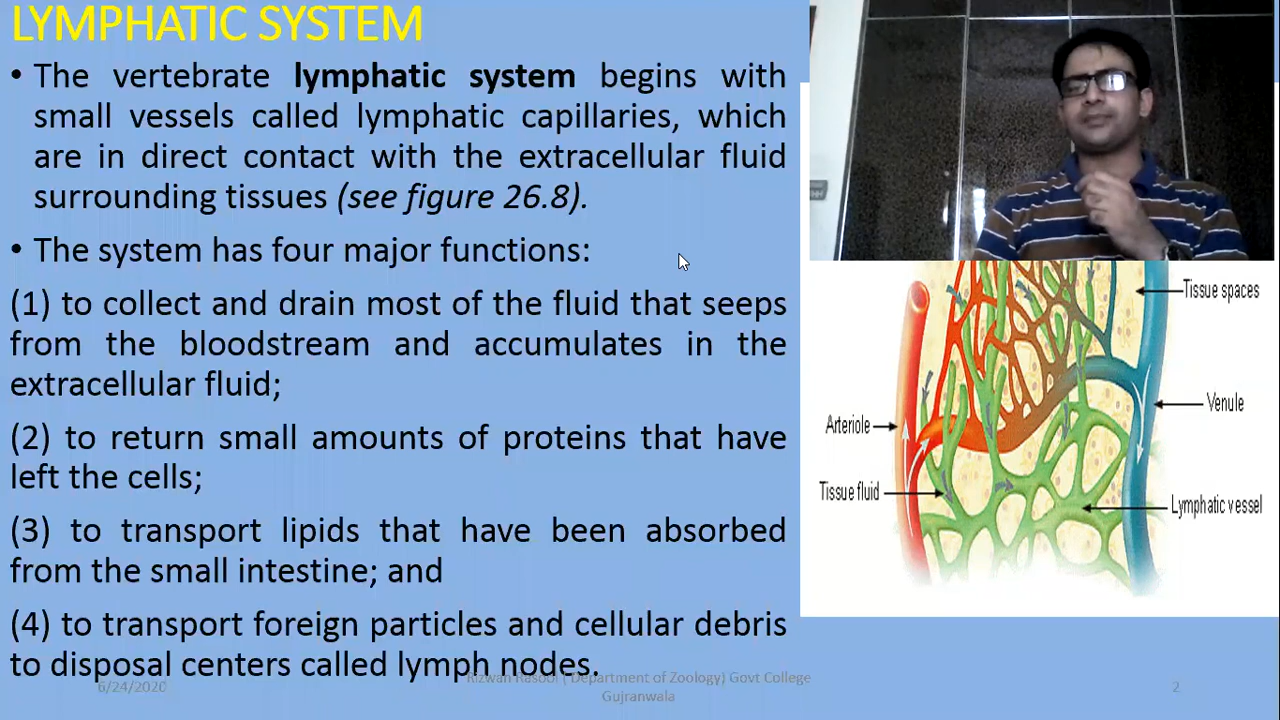 LYMPHATIC SYSTEM
• The vertebrate lymphatic system begins with
small vessels called lymphatic capillaries, which
are in direct contact with the extracellular fluid
surrounding tissues (see figure 26.8).
• The system has four major functions:
(1) to collect and drain most of the fluid that seeps
from the bloodstream and accumulates in the
extracellular fluid;
(2) to return small amounts of proteins that have
left the cells;
(3) to transport lipids that have been absorbed
from the small intestine; and
(4) to transport foreign particles and cellular debris
to disposal centers called lymph nodes.
Tissue spaces
Venule
Arteriole
Tissue fluid
Lymphatic vessel
6/24/2020
Rizwan Rasool ( Department of Zoology) Govt College
Gujranwala
2